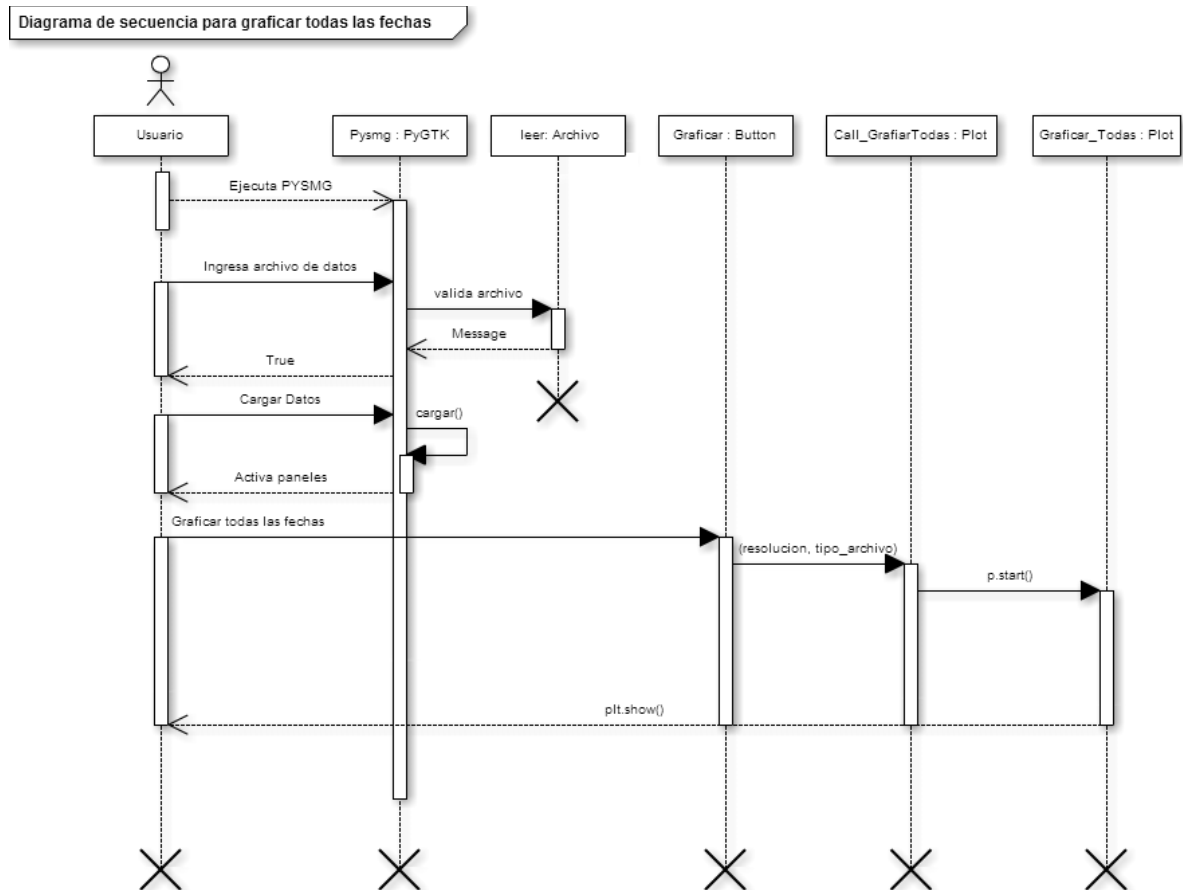 Diagrama de secuencia para graficar todas las fechas
Usuario
Pysmg : PyGTK
leer: Archivo
Graficar : Button
Call_GrafiarTodas : Plot
Graficar_Todas : Plot
Ejecuta PYSMG
Ingresa archivo de datos
valida archivo
Message
True
Cargar Datos
cargar()
Activa paneles
Graficar todas las fechas
(resolucion, tipo_archivo)
p.start()
plt.show()